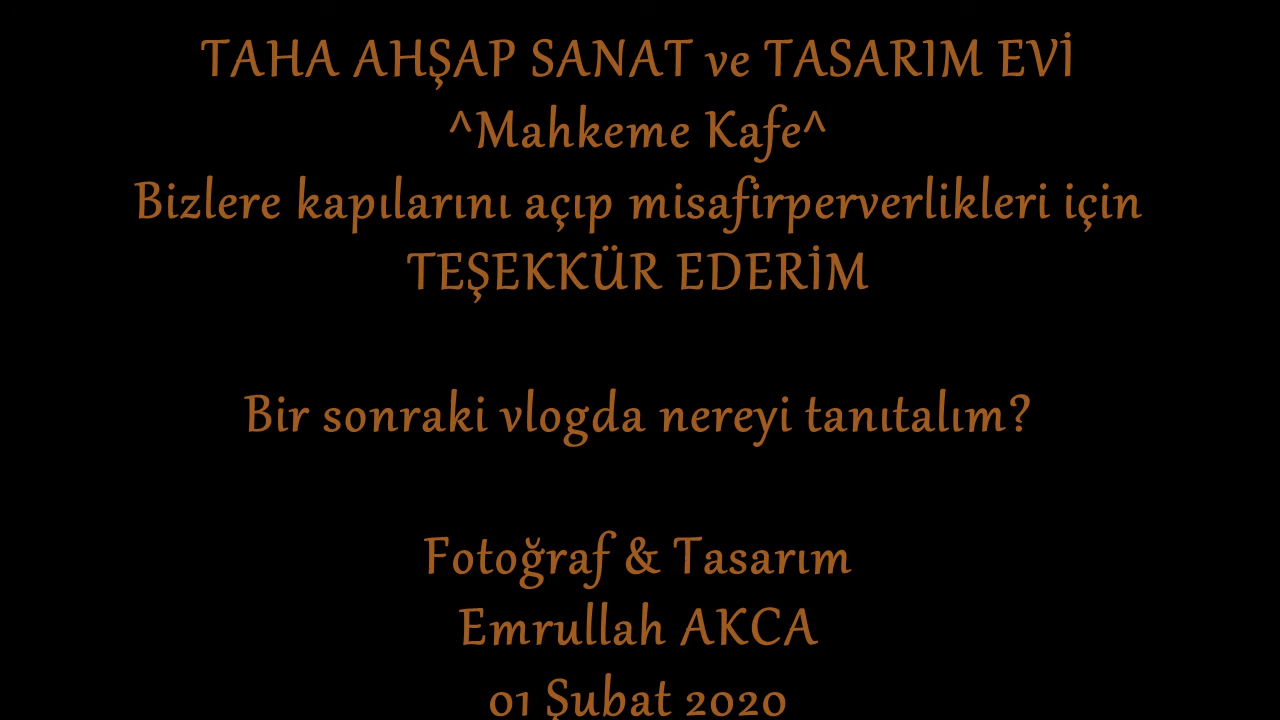 TAHA AHŞAP SANAT ve TASARIM EVİ
^Mahkeme Kafe^
Bizlere kapılarını açıp misafirperverlikleri için
TEŞEKKÜR EDERİM
Bir sonraki vlogda nereyi tanıtalım?
Fotoğraf & Tasarım
Emrullah AKCA
01 Şubat 2020